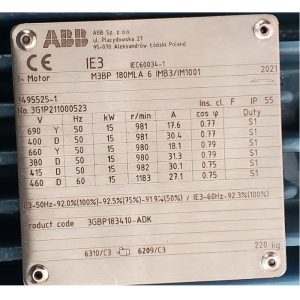 ABB
ABB Sp. z o.o.
ul. Placydowska 27
95-070 Aleksandrów Łódzki Poland
CE IE3 IEC60034-1
3~ Motor M3BP 180MLA 6 IMB3/IM1001 2021
3495525-1
No. 3G1P211000523 Ins. cl. F IP 55
V Hz kW r/min A cos φ Duty
690 Y 50 15 981 17.6 0.77 S1
400 D 50 15 981 30.4 0.77 S1
660 Y 50 15 980 18.1 0.79 S1
380 D 50 15 980 31.3 0.79 S1
415 D 50 15 982 30.1 0.75 S1
460 D 60 15 1183 27.1 0.75 S1
IE3-50Hz-92.0%(100%)-92.5%(75%)-91.9%(50%) / IE3-60Hz-92.3%(100%)
Product code 3GBP183410-ADK
6310/C3 6209/C3 220 kg